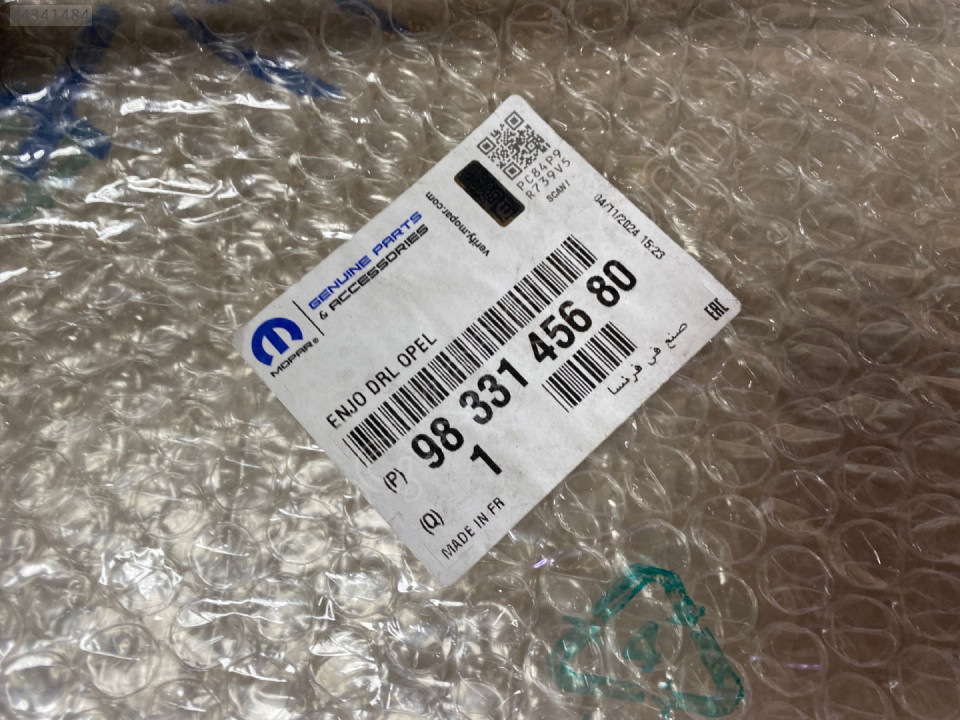 4341484
PC84P9
R739V5
SCAN!
verify.mopar.com
04/11/2024 15:23
GENUINE PARTS
& ACCESSORIES
MOPAR®
ENJO DRL OPEL
(P) 98 331 456 80
(Q) 1
MADE IN FR
صنع في فرنسا
EAC